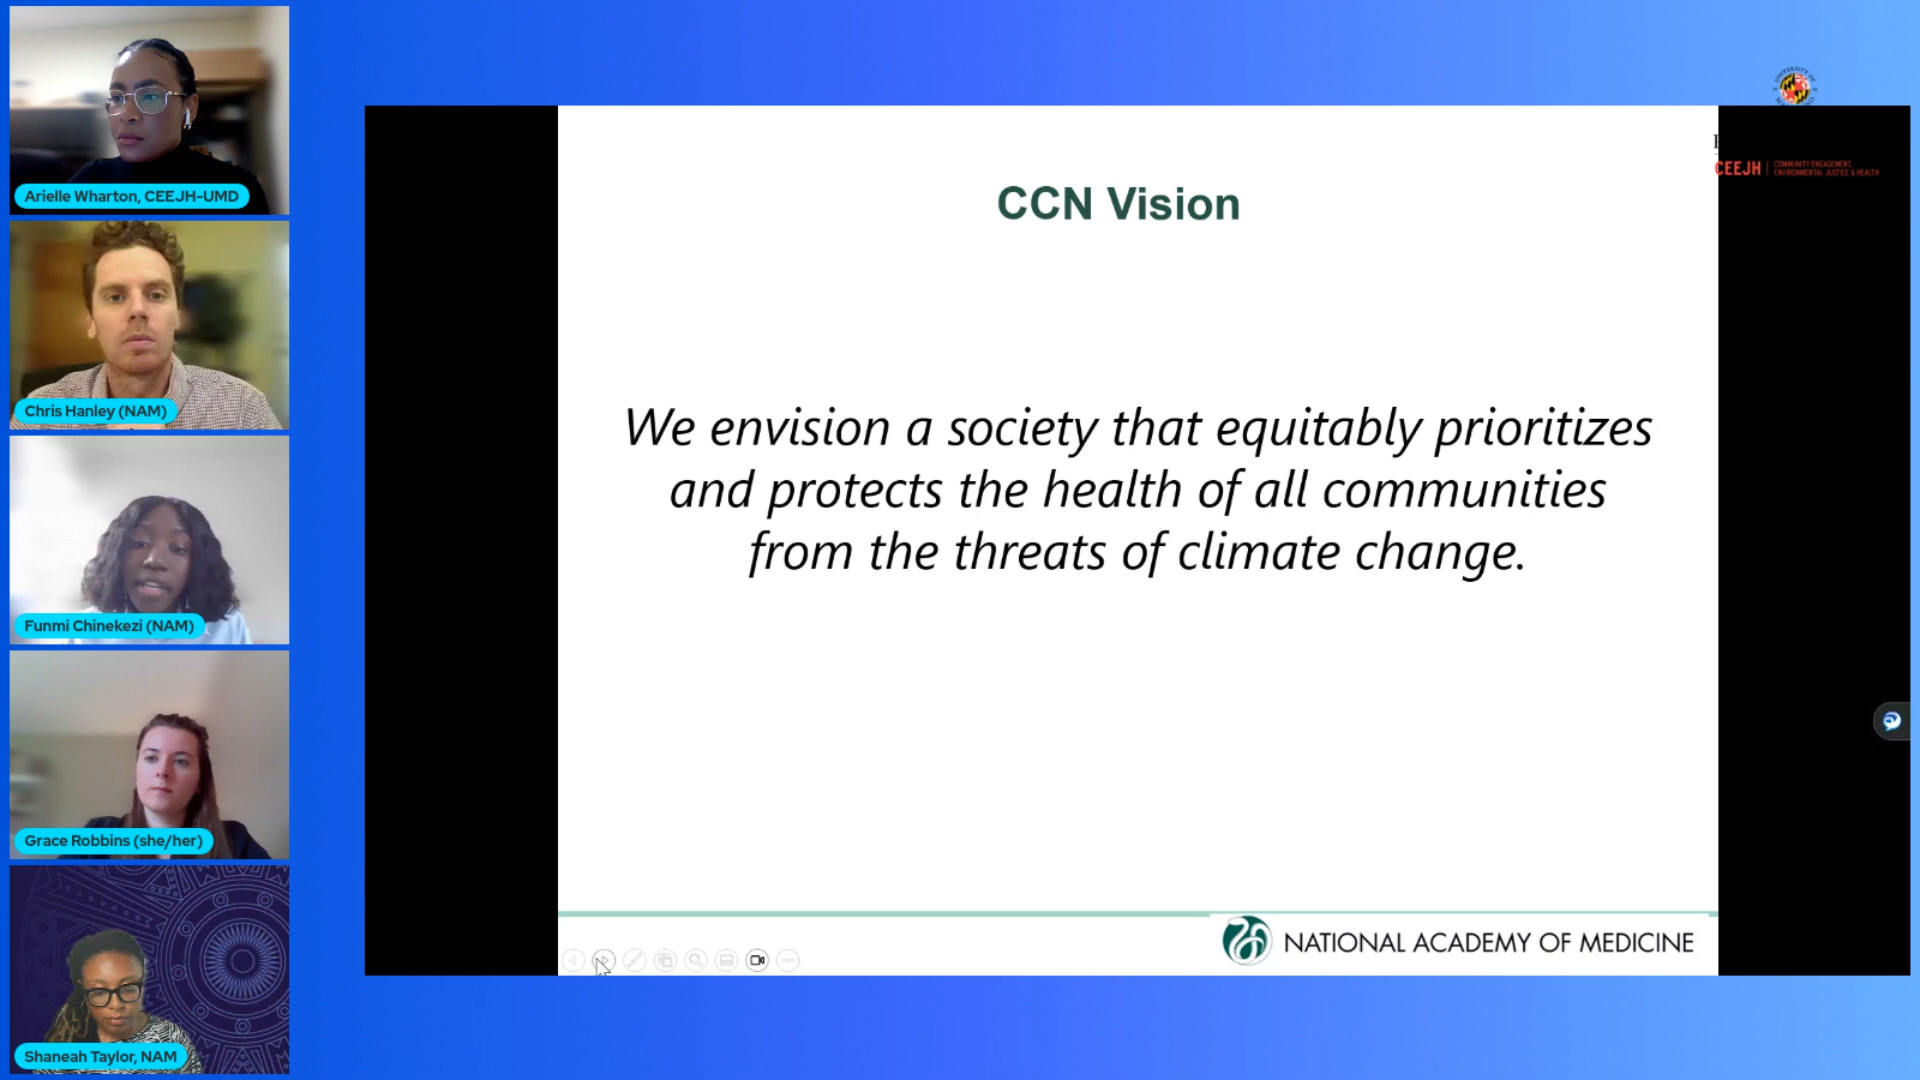 Arielle Wharton, CEEJH-UMD
Chris Hanley (NAM)
Funmi Chinekezi (NAM)
Grace Robbins (she/her)
Shaneah Taylor, NAM
UNIVERSITY OF
CEEJH
COMMUNITY ENGAGEMENT,
ENVIRONMENTAL JUSTICE & HEALTH
CCN Vision
We envision a society that equitably prioritizes
and protects the health of all communities
from the threats of climate change.
NATIONAL ACADEMY OF MEDICINE